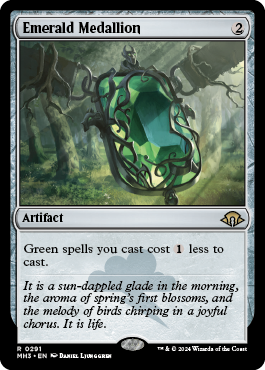 Emerald Medallion 2
Artifact
Green spells you cast cost 1 less to
cast.
It is a sun-dappled glade in the morning,
the aroma of spring's first blossoms, and
the melody of birds chirping in a joyful
chorus. It is life.
R 0291
MH3 • EN Daniel Ljunggren
™ & © 2024 Wizards of the Coast